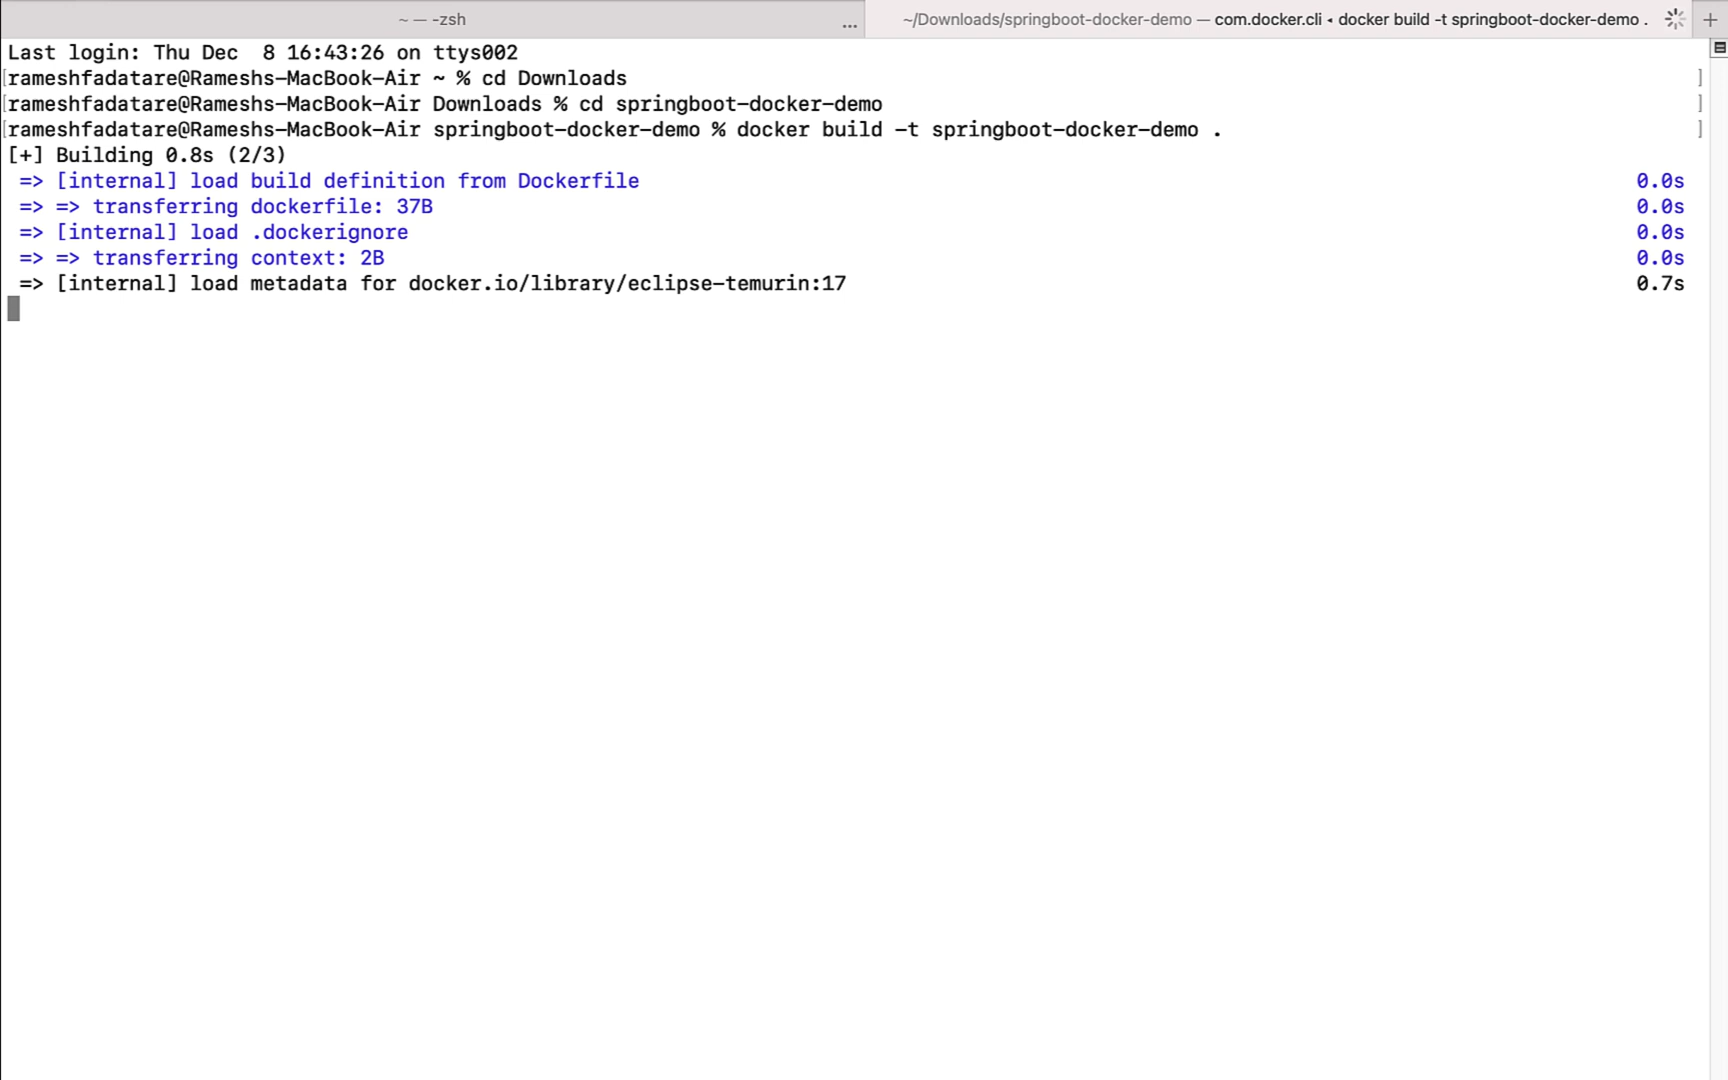 ~ — -zsh
...
~/Downloads/springboot-docker-demo — com.docker.cli ◂ docker build -t springboot-docker-demo .
+
Last login: Thu Dec  8 16:43:26 on ttys002
[rameshfadatare@Rameshs-MacBook-Air ~ % cd Downloads ]
[rameshfadatare@Rameshs-MacBook-Air Downloads % cd springboot-docker-demo ]
[rameshfadatare@Rameshs-MacBook-Air springboot-docker-demo % docker build -t springboot-docker-demo . ]
[+] Building 0.8s (2/3)
=> [internal] load build definition from Dockerfile 0.0s
=> => transferring dockerfile: 37B 0.0s
=> [internal] load .dockerignore 0.0s
=> => transferring context: 2B 0.0s
=> [internal] load metadata for docker.io/library/eclipse-temurin:17 0.7s